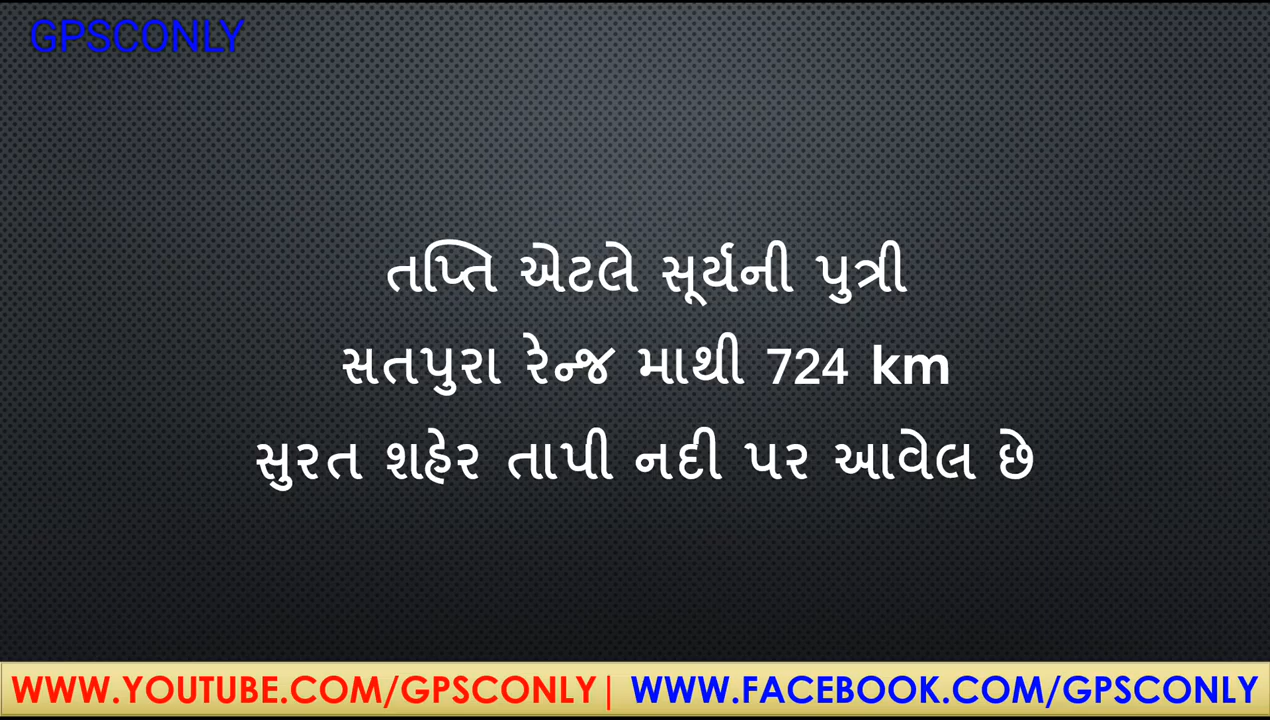 GPSCONLY
તપ્તિ એટલે સૂર્યની પુત્રી
સતપુરા રેન્જ માથી 724 km
સુરત શહેર તાપી નદી પર આવેલ છે
WWW.YOUTUBE.COM/GPSCONLY| WWW.FACEBOOK.COM/GPSCONLY